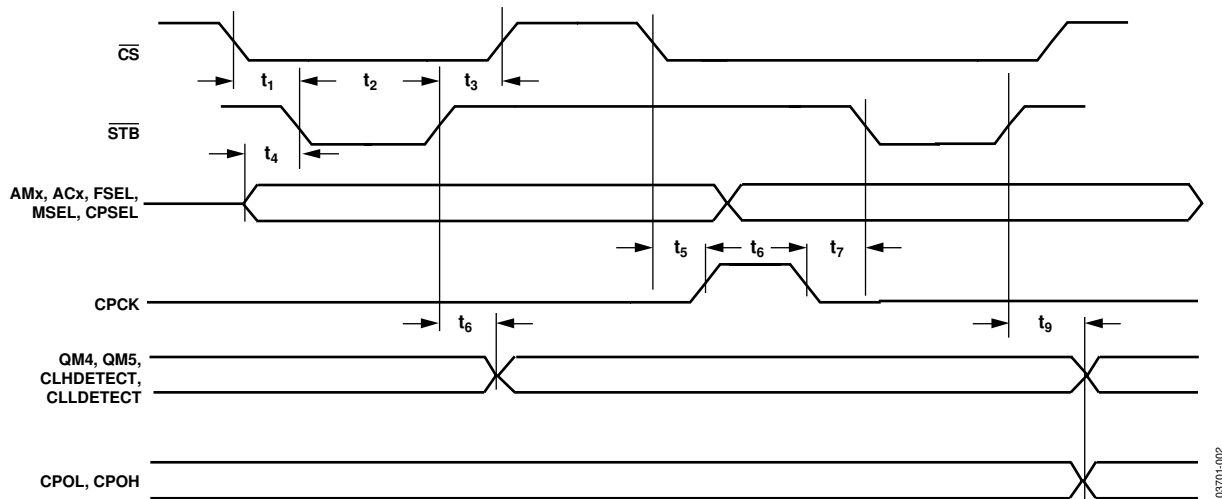 CS
t1
t2
t3
STB
t4
AMx, ACx, FSEL,
MSEL, CPSEL
t5
t6
t7
CPCK
t6
t9
QM4, QM5,
CLHDETECT,
CLLDETECT
CPOL, CPOH
03701-002